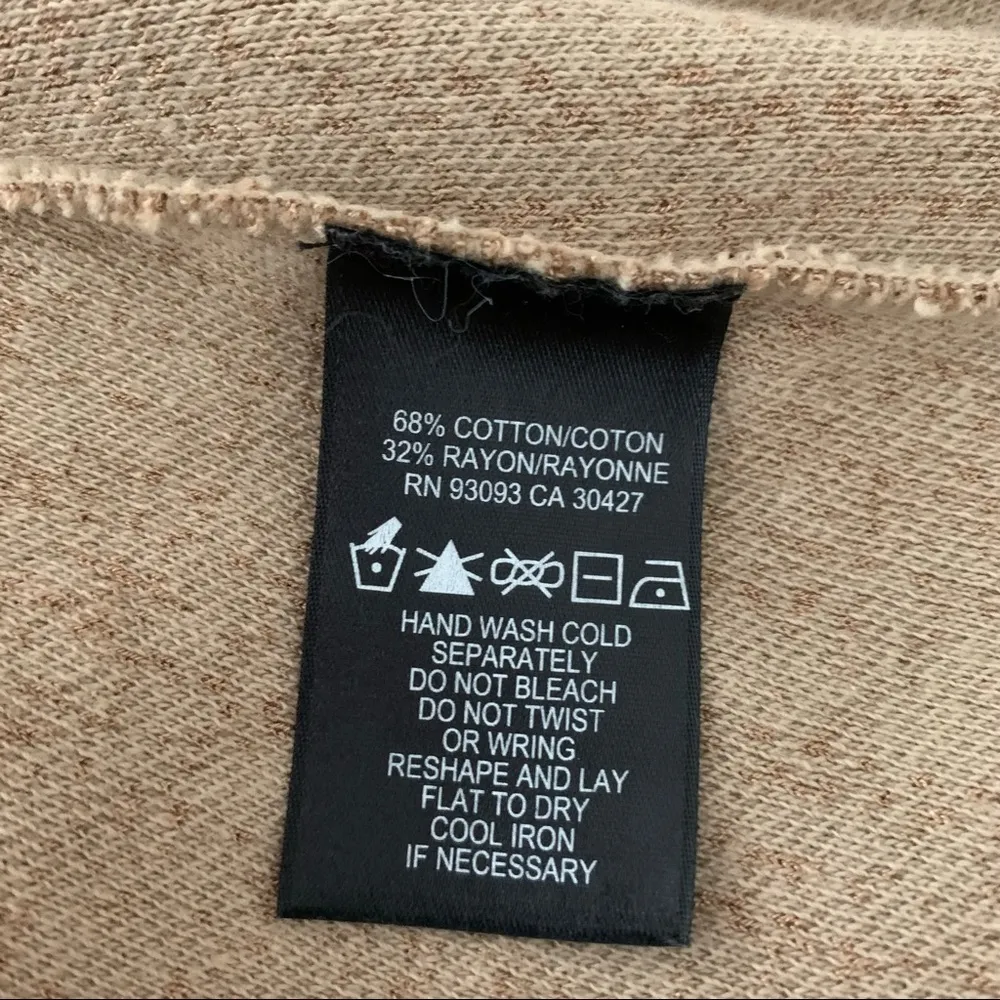 68% COTTON/COTON
32% RAYON/RAYONNE
RN 93093 CA 30427
HAND WASH COLD
SEPARATELY
DO NOT BLEACH
DO NOT TWIST
OR WRING
RESHAPE AND LAY
FLAT TO DRY
COOL IRON
IF NECESSARY